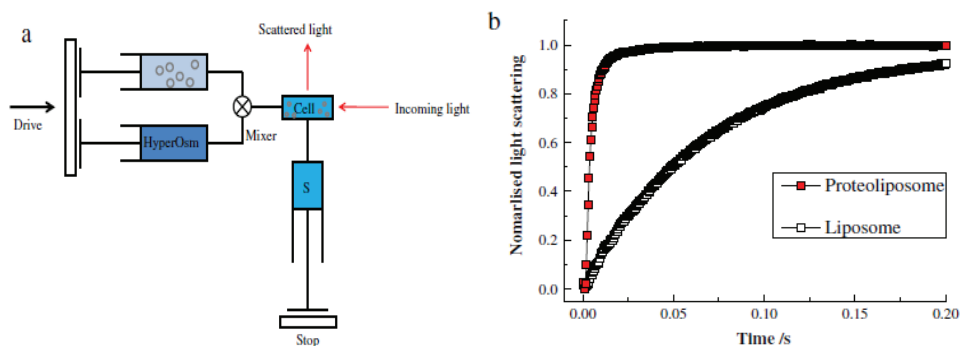 a
Scattered light
Cell
Incoming light
Drive
Mixer
HyperOsm
S
Stop
b
Nomarlised light scattering
1.0
0.8
0.6
0.4
0.2
0.0
Proteoliposome
Liposome
0.00
0.05
0.10
0.15
0.20
Time /s